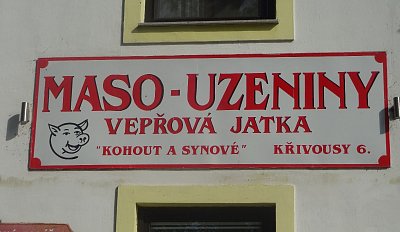 MASO - UZENINY
VEPŘOVÁ JATKA
"KOHOUT A SYNOVÉ" KŘIVOUSY 6.